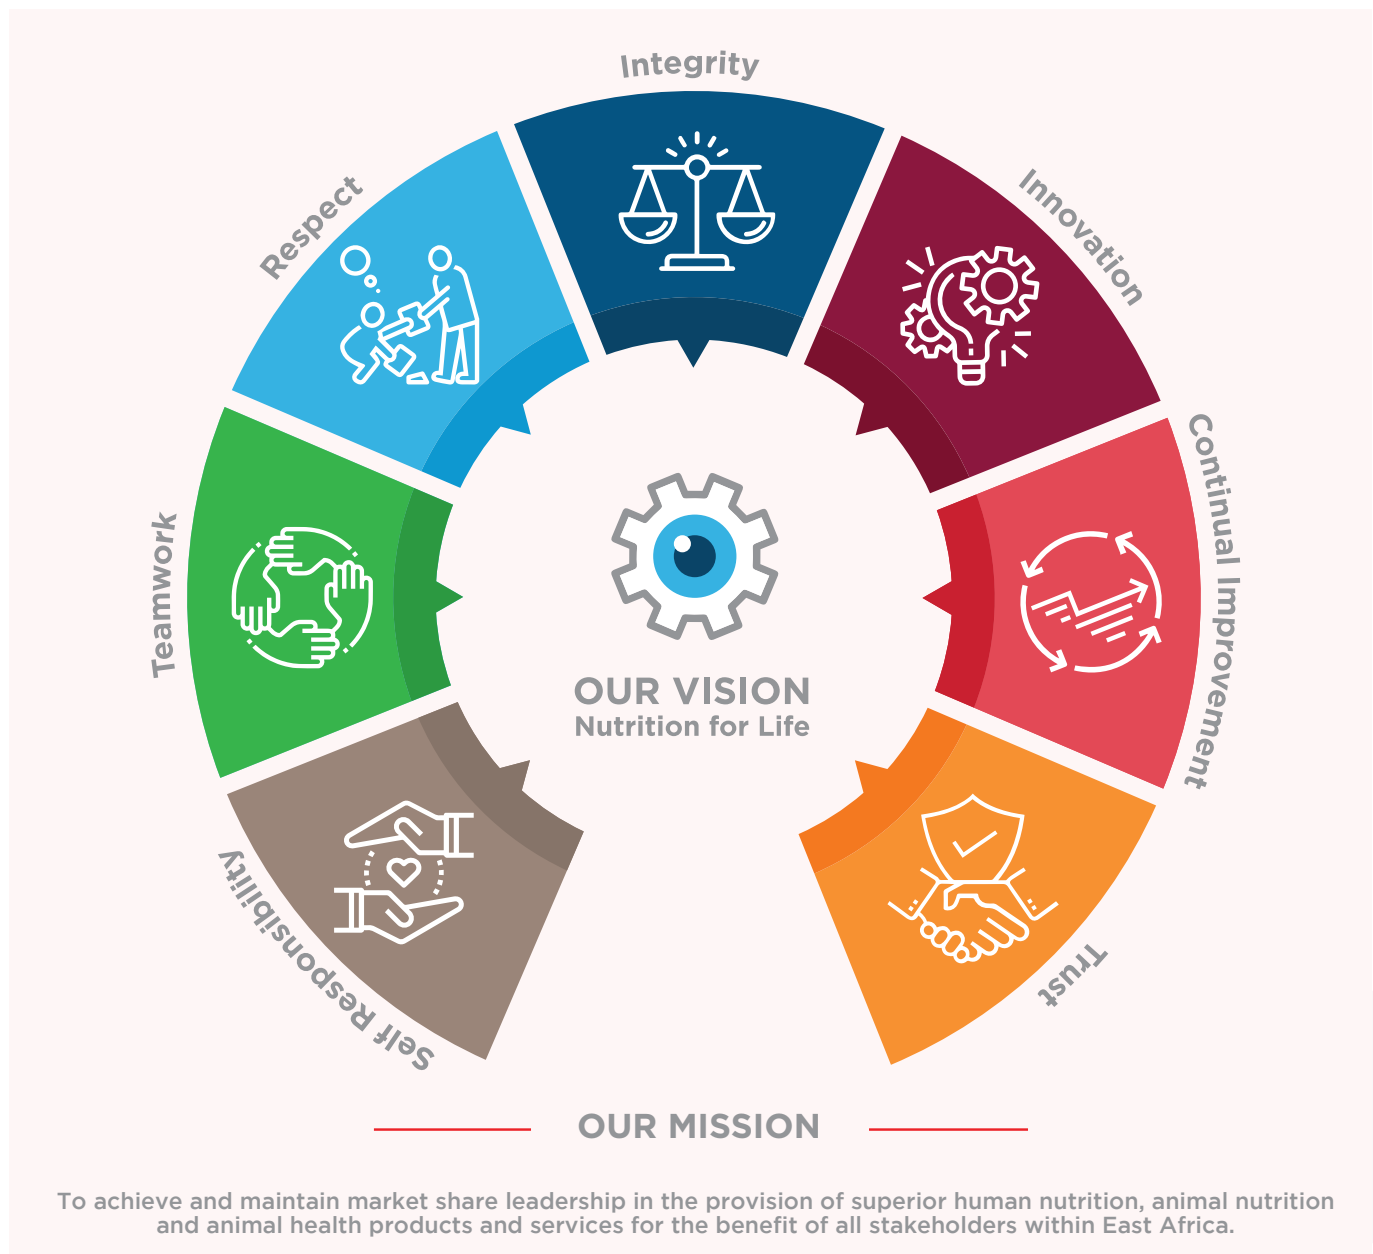 Integrity
Respect
Innovation
Teamwork
Continual Improvement
Self Responsibility
Trust
OUR VISION
Nutrition for Life
OUR MISSION
To achieve and maintain market share leadership in the provision of superior human nutrition, animal nutrition
and animal health products and services for the benefit of all stakeholders within East Africa.